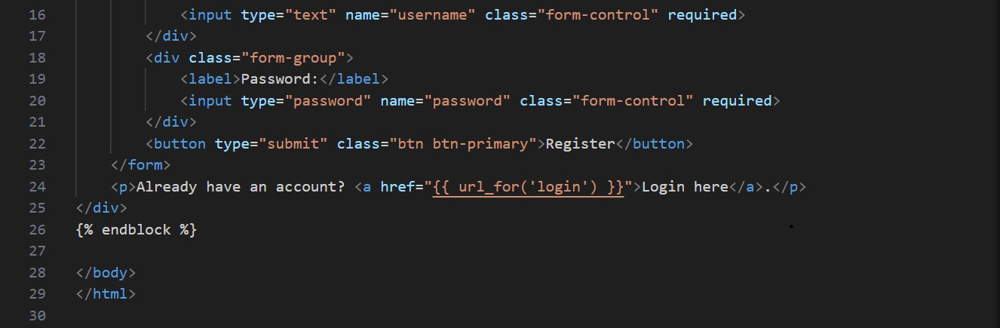 16 <input type="text" name="username" class="form-control" required>
17 </div>
18 <div class="form-group">
19 <label>Password:</label>
20 <input type="password" name="password" class="form-control" required>
21 </div>
22 <button type="submit" class="btn btn-primary">Register</button>
23 </form>
24 <p>Already have an account? <a href="{{ url_for('login') }}">Login here</a>.</p>
25 </div>
26 {% endblock %}
27
28 </body>
29 </html>
30